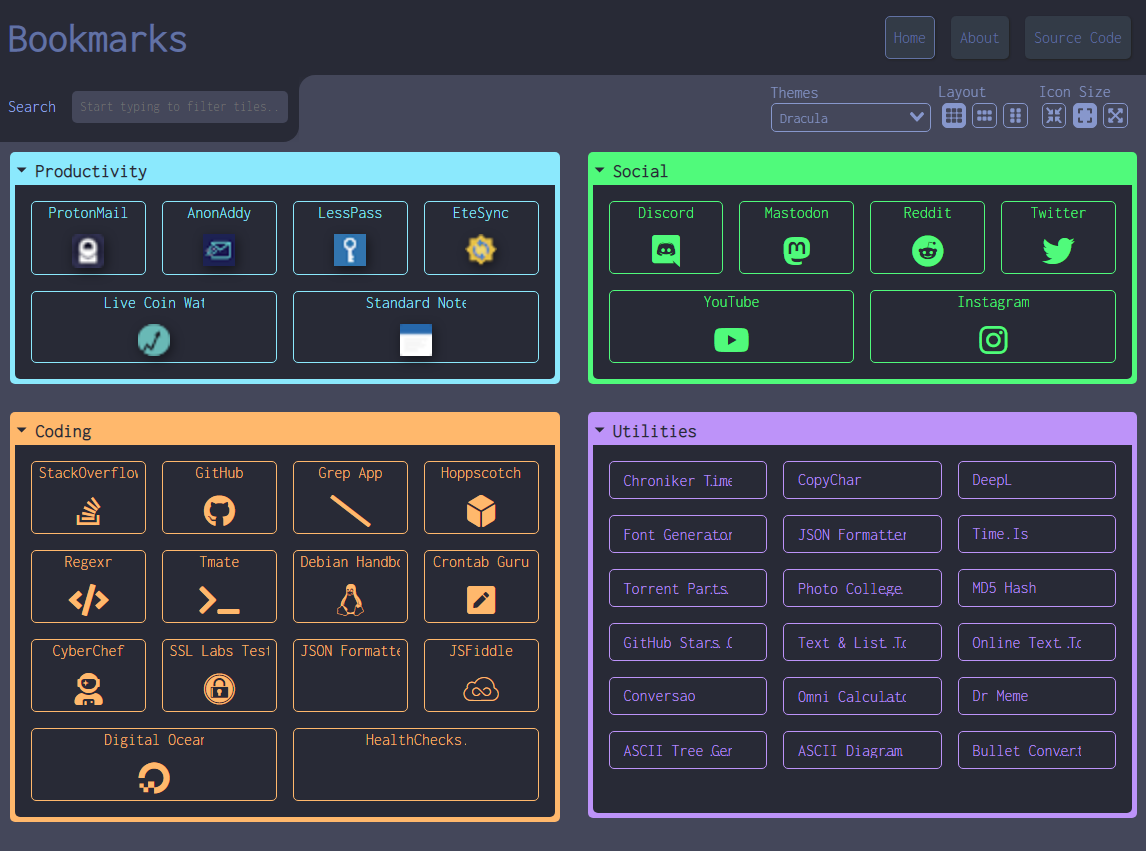 Bookmarks
Home
About
Source Code
Search
Start typing to filter tiles..
Themes
Dracula
Layout
Icon Size
Productivity
ProtonMail
AnonAddy
LessPass
EteSync
Live Coin Wat
Standard Note
Social
Discord
Mastodon
Reddit
Twitter
YouTube
Instagram
Coding
StackOverflow
GitHub
Grep App
Hoppscotch
Regexr
Tmate
Debian Handbo
Crontab Guru
CyberChef
SSL Labs Test
JSON Formatte
JSFiddle
Digital Ocean
HealthChecks.
Utilities
Chroniker Time
CopyChar
DeepL
Font Generator
JSON Formatter
Time.Is
Torrent Parts
Photo College
MD5 Hash
GitHub Stars
Text & List To
Online Text To
Conversao
Omni Calculato
Dr Meme
ASCII Tree Gen
ASCII Diagram
Bullet Convert